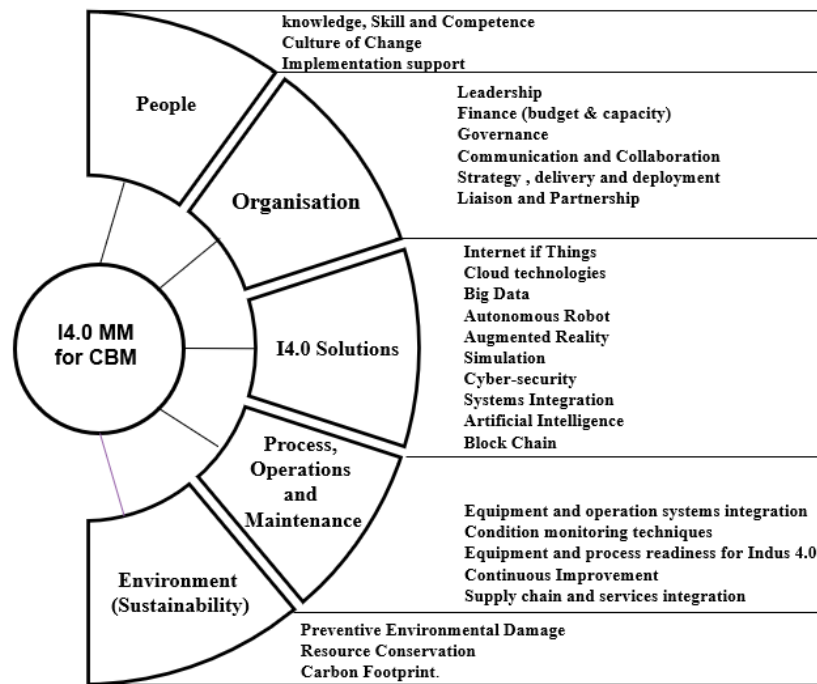 knowledge, Skill and Competence
Culture of Change
Implementation support
People
Leadership
Finance (budget & capacity)
Governance
Communication and Collaboration
Strategy , delivery and deployment
Liaison and Partnership
Organisation
Internet if Things
Cloud technologies
Big Data
Autonomous Robot
Augmented Reality
Simulation
Cyber-security
Systems Integration
Artificial Intelligence
Block Chain
I4.0 MM
for CBM
I4.0 Solutions
Process,
Operations
and
Maintenance
Equipment and operation systems integration
Condition monitoring techniques
Equipment and process readiness for Indus 4.0
Continuous Improvement
Supply chain and services integration
Environment
(Sustainability)
Preventive Environmental Damage
Resource Conservation
Carbon Footprint.